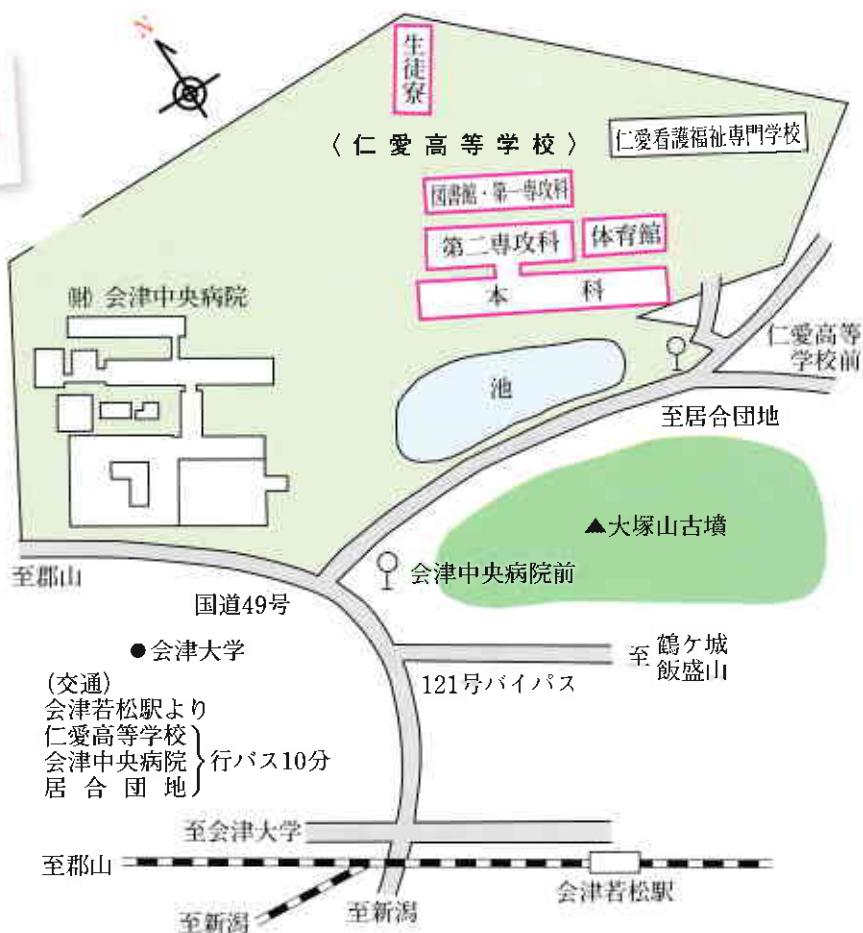 生徒寮
〈仁愛高等学校〉
仁愛看護福祉専門学校
図書館・第一専攻科
第二専攻科
体育館
本科
㈶会津中央病院
池
仁愛高等
学校前
至居合団地
▲大塚山古墳
至郡山
会津中央病院前
国道49号
●会津大学
至 鶴ケ城
飯盛山
121号バイパス
(交通)
会津若松駅より
仁愛高等学校
会津中央病院}行バス10分
居合団地
至会津大学
至郡山
会津若松駅
至新潟
至新潟